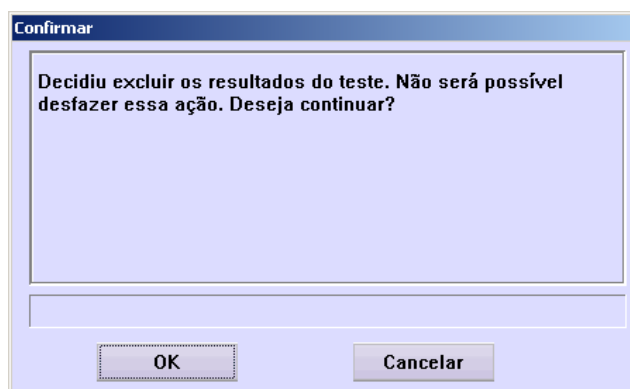 Confirmar
Decidiu excluir os resultados do teste. Não será possível
desfazer essa ação. Deseja continuar?
OK
Cancelar